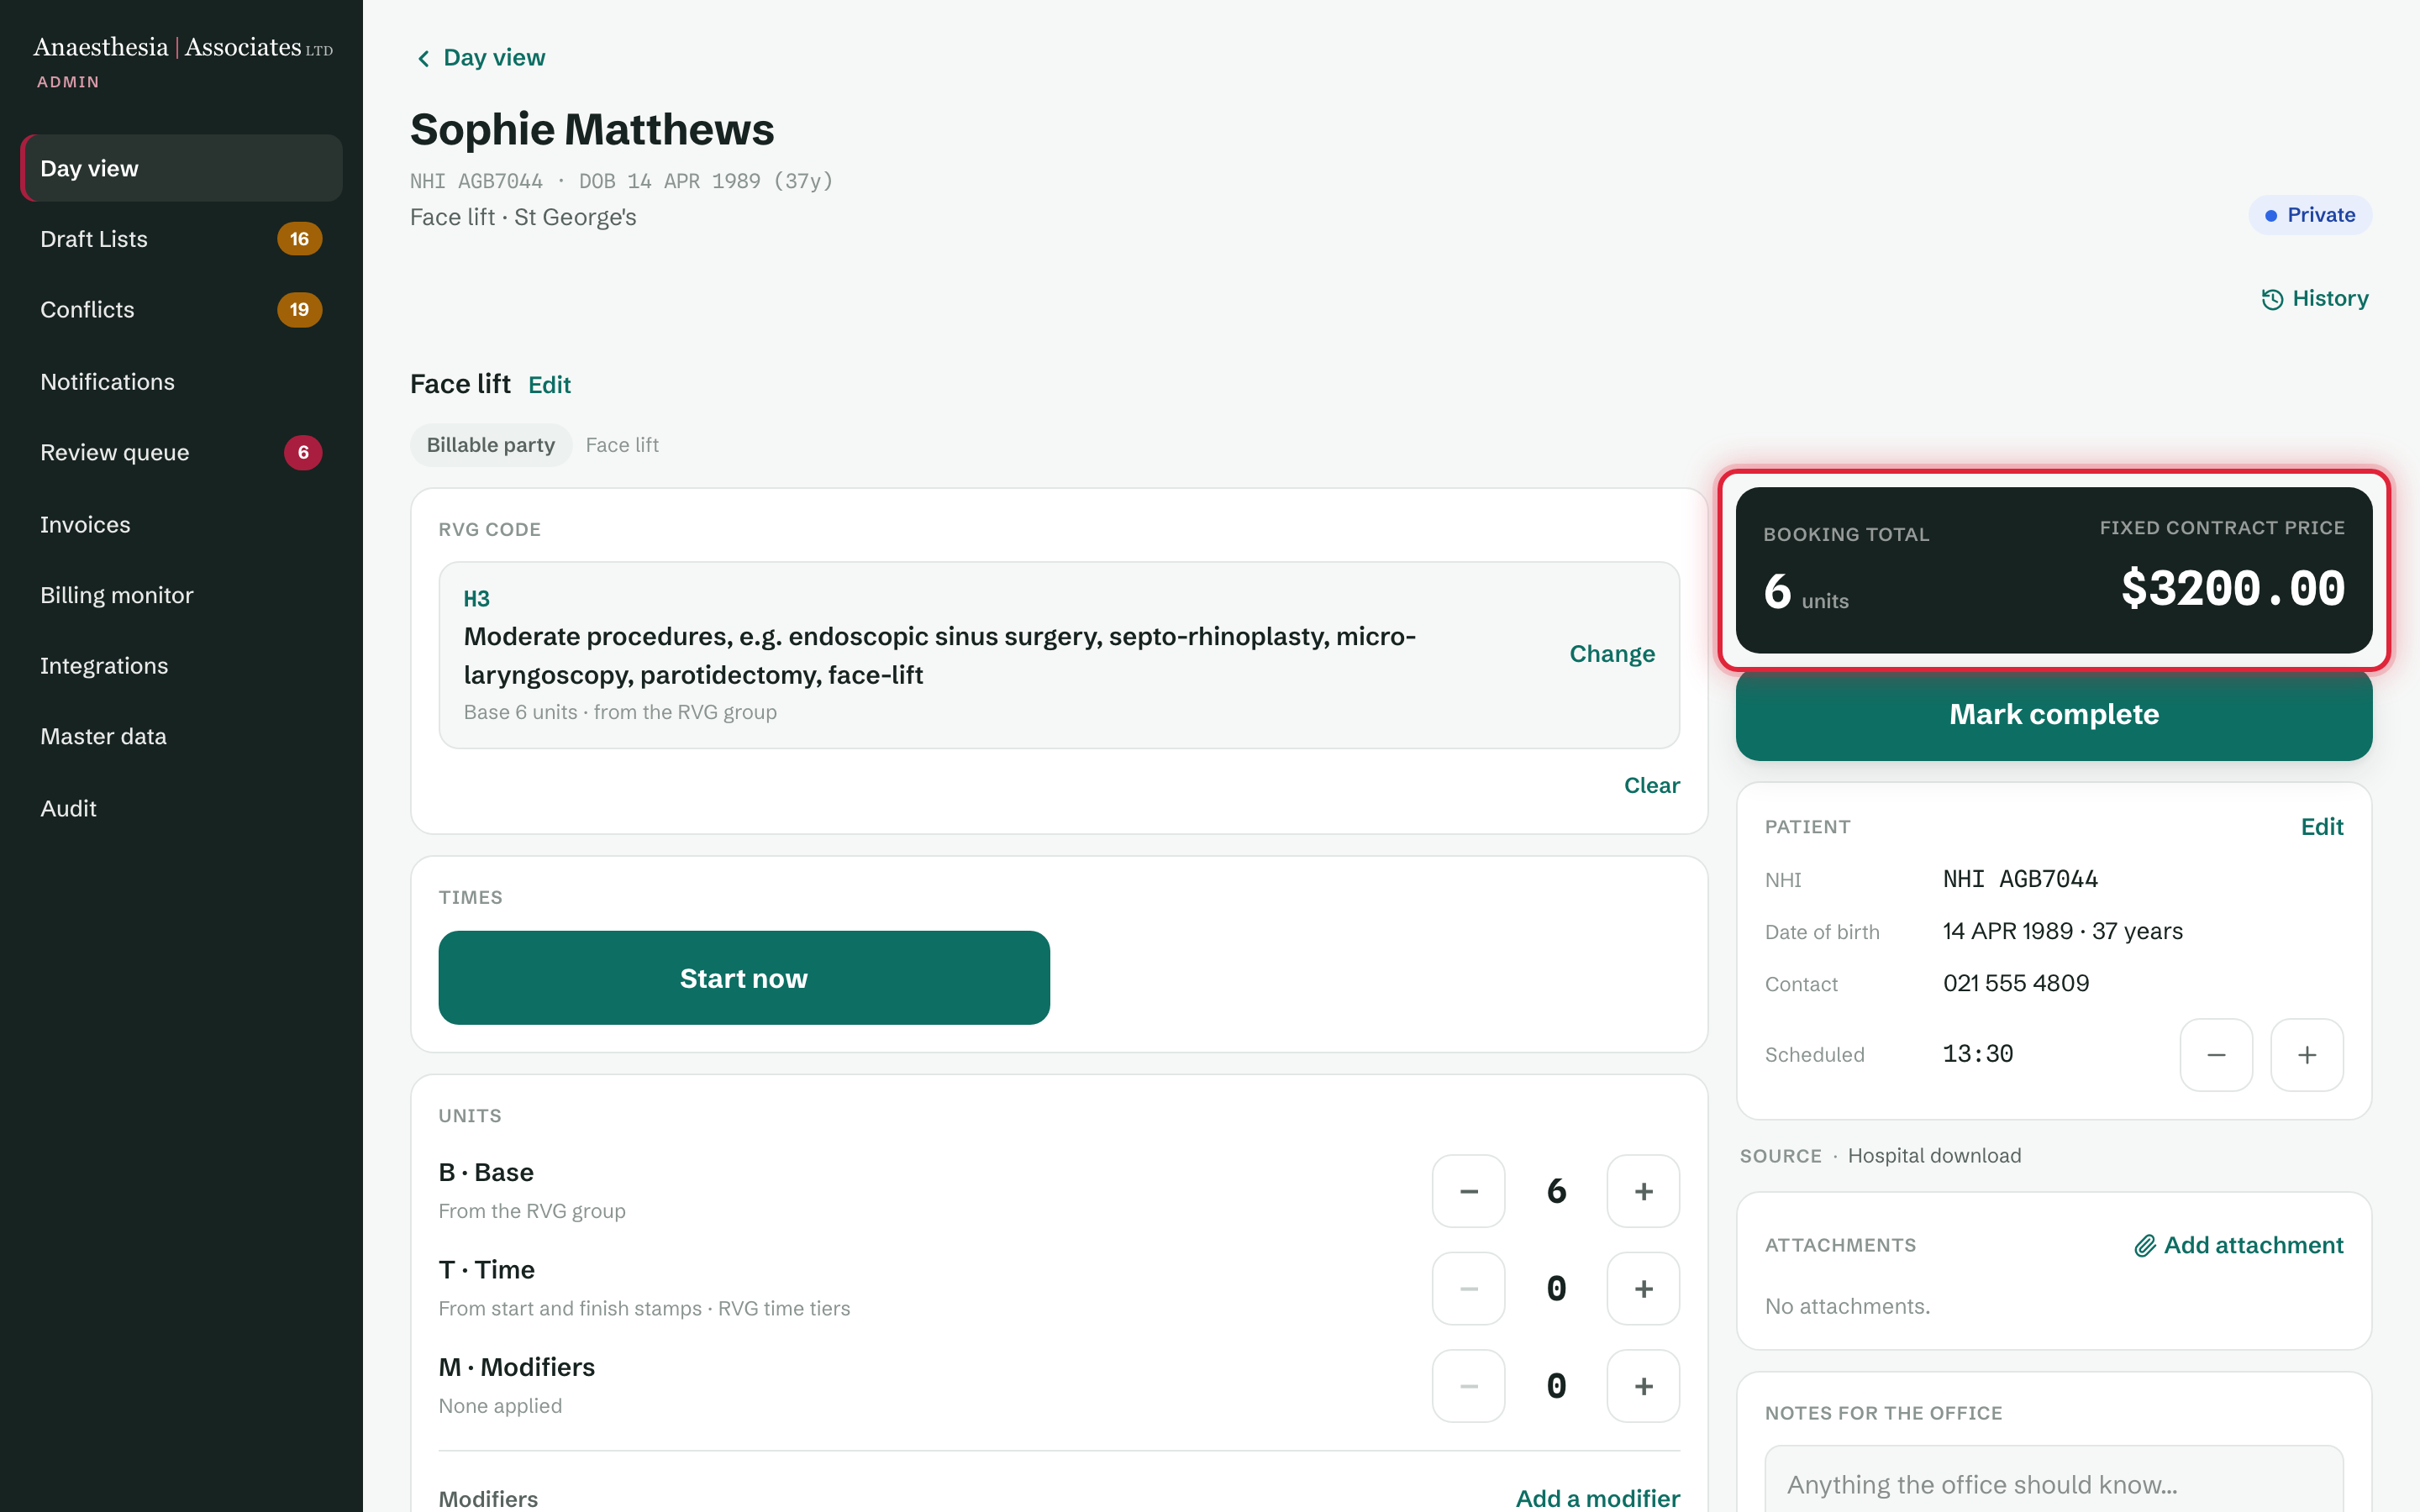 Anaesthesia | Associates LTD
ADMIN
Day view
Draft Lists 16
Conflicts 19
Notifications
Review queue 6
Invoices
Billing monitor
Integrations
Master data
Audit
Day view
Sophie Matthews
NHI AGB7044 · DOB 14 APR 1989 (37y)
Face lift · St George's
Private
History
Face lift Edit
Billable party Face lift
RVG CODE
H3
Moderate procedures, e.g. endoscopic sinus surgery, septo-rhinoplasty, micro-
laryngoscopy, parotidectomy, face-lift
Base 6 units · from the RVG group
Change
Clear
TIMES
Start now
UNITS
B · Base
From the RVG group
6
T · Time
From start and finish stamps · RVG time tiers
0
M · Modifiers
None applied
0
Modifiers Add a modifier
BOOKING TOTAL
6 units
FIXED CONTRACT PRICE
$3200.00
Mark complete
PATIENT Edit
NHI NHI AGB7044
Date of birth 14 APR 1989 · 37 years
Contact 021 555 4809
Scheduled 13:30
SOURCE · Hospital download
ATTACHMENTS Add attachment
No attachments.
NOTES FOR THE OFFICE
Anything the office should know...